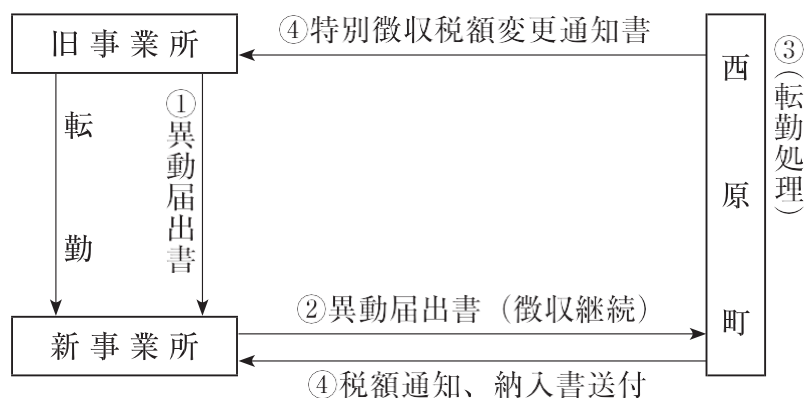 旧事業所
④特別徴収税額変更通知書
転勤
①異動届出書
西原町
③(転勤処理)
②異動届出書(徴収継続)
新事業所
④税額通知、納入書送付